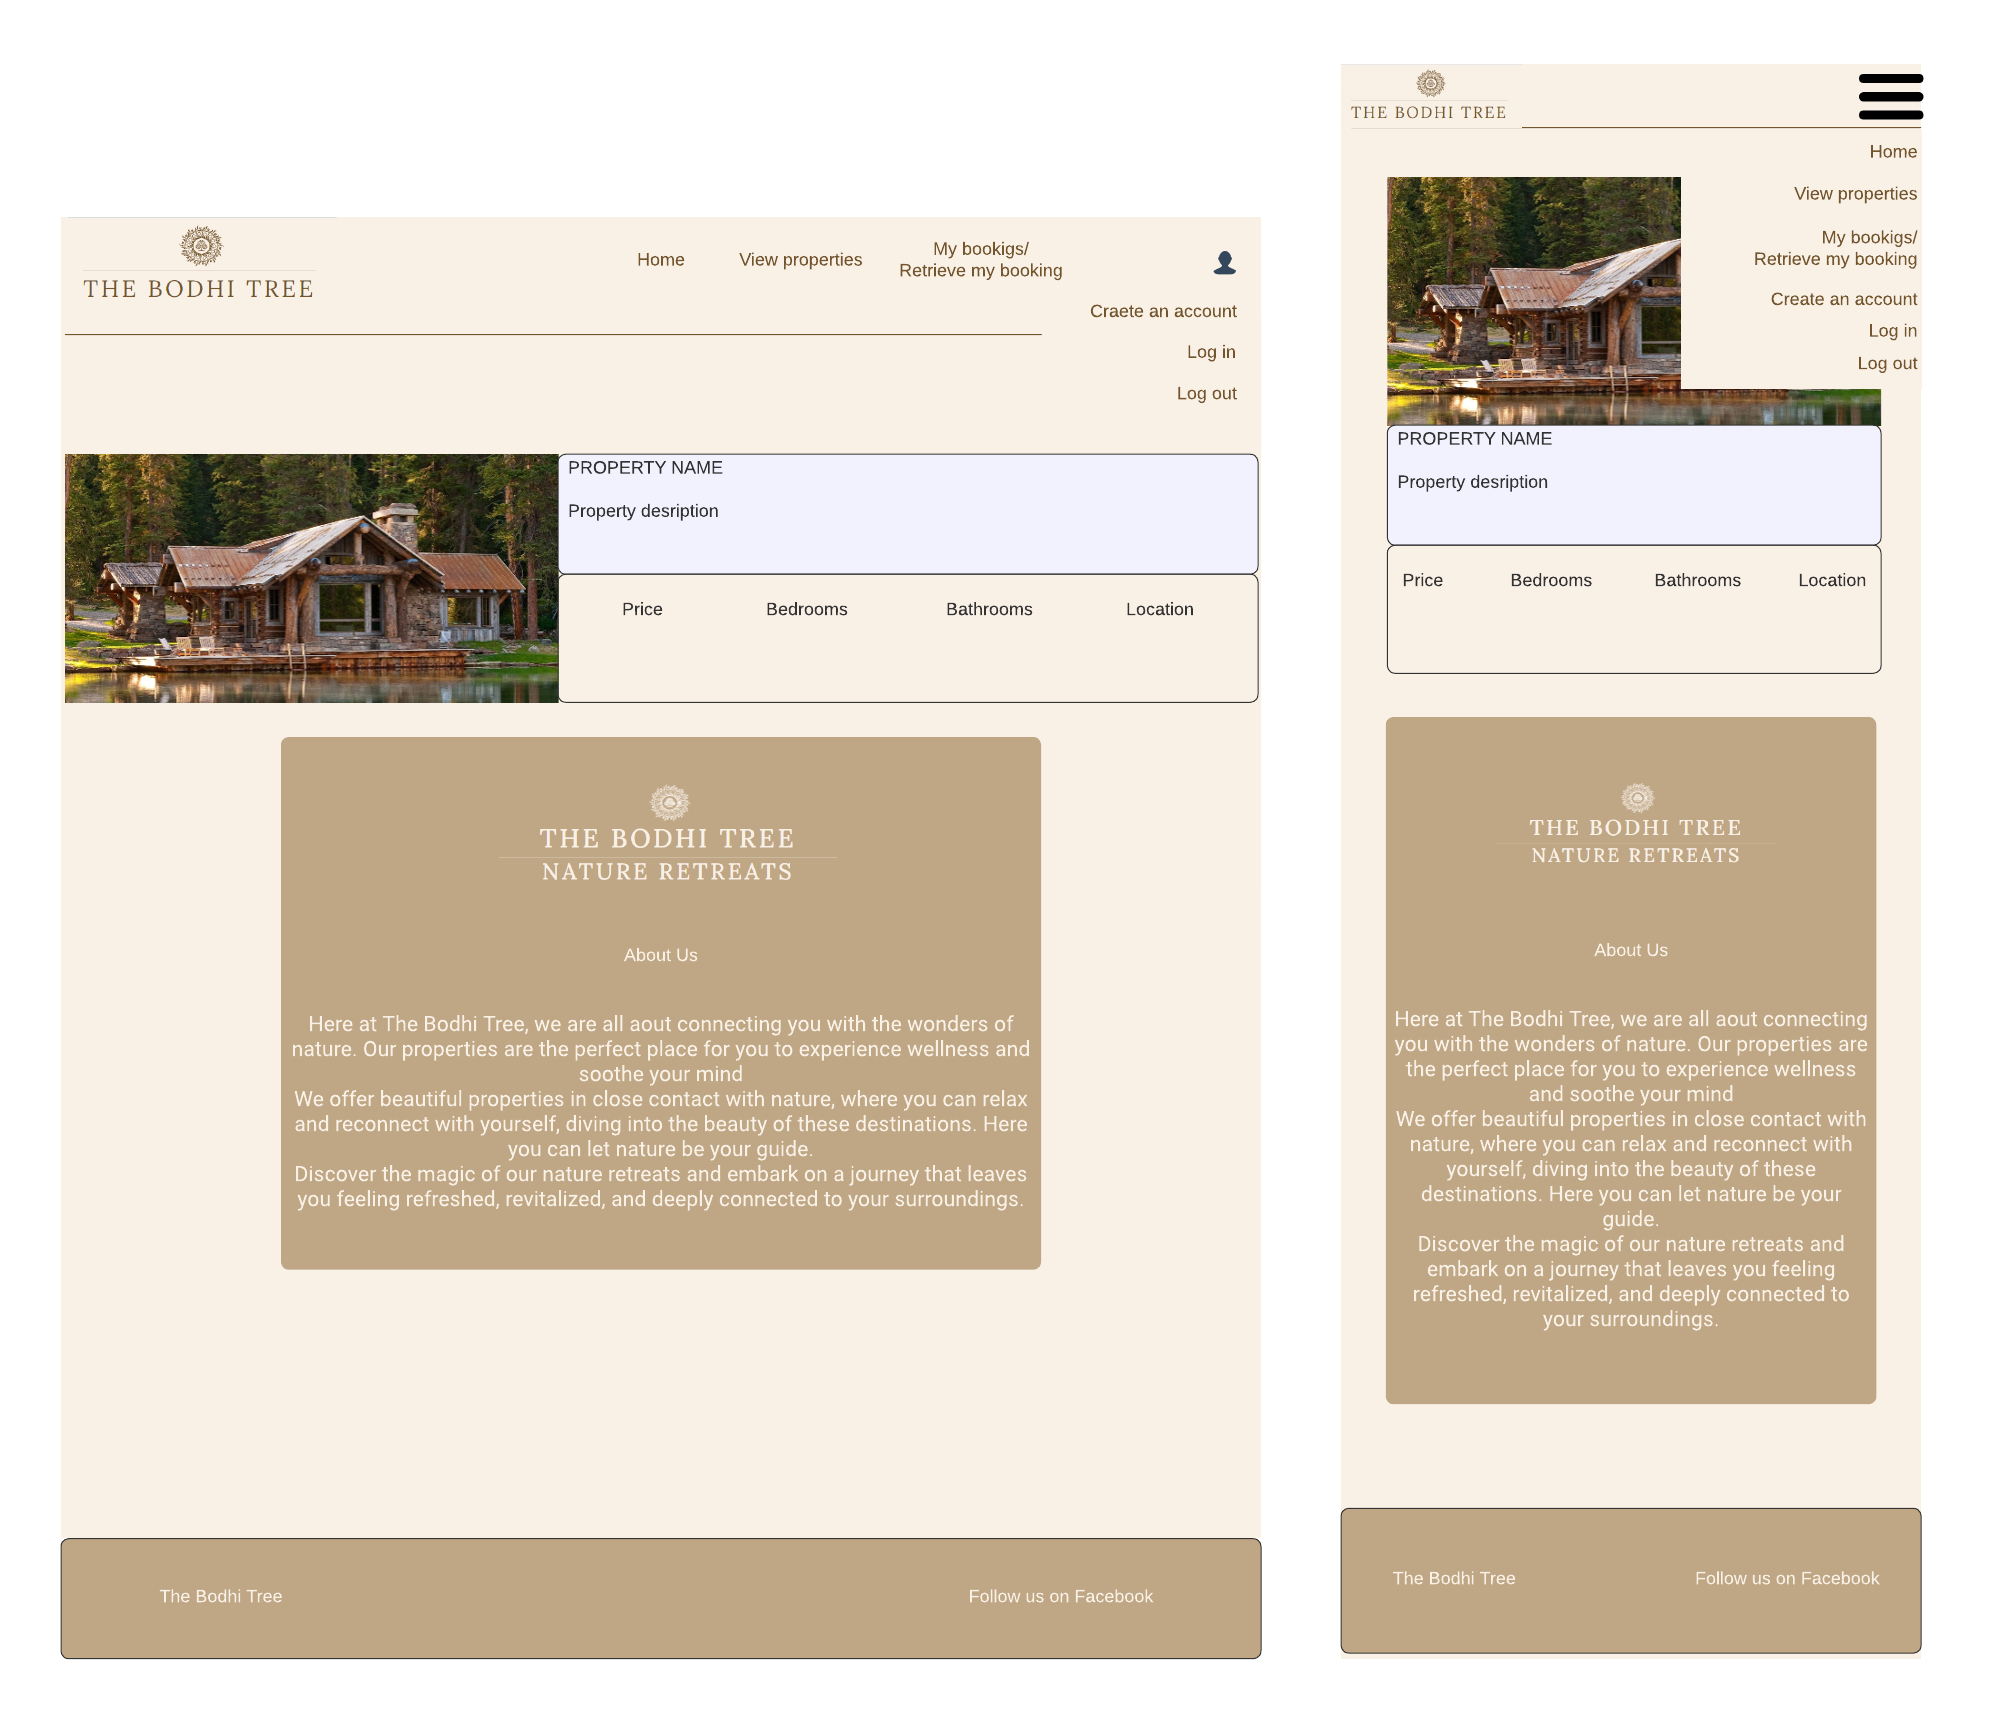 THE BODHI TREE
Home
View properties
My bookigs/
Retrieve my booking
Craete an account
Log in
Log out
PROPERTY NAME
Property desription
Price
Bedrooms
Bathrooms
Location
THE BODHI TREE
NATURE RETREATS
About Us
Here at The Bodhi Tree, we are all aout connecting you with the wonders of
nature. Our properties are the perfect place for you to experience wellness and
soothe your mind
We offer beautiful properties in close contact with nature, where you can relax
and reconnect with yourself, diving into the beauty of these destinations. Here
you can let nature be your guide.
Discover the magic of our nature retreats and embark on a journey that leaves
you feeling refreshed, revitalized, and deeply connected to your surroundings.
The Bodhi Tree
Follow us on Facebook
THE BODHI TREE
Home
View properties
My bookigs/
Retrieve my booking
Create an account
Log in
Log out
PROPERTY NAME
Property desription
Price
Bedrooms
Bathrooms
Location
THE BODHI TREE
NATURE RETREATS
About Us
Here at The Bodhi Tree, we are all aout connecting
you with the wonders of nature. Our properties are
the perfect place for you to experience wellness
and soothe your mind
We offer beautiful properties in close contact with
nature, where you can relax and reconnect with
yourself, diving into the beauty of these
destinations. Here you can let nature be your
guide.
Discover the magic of our nature retreats and
embark on a journey that leaves you feeling
refreshed, revitalized, and deeply connected to
your surroundings.
The Bodhi Tree
Follow us on Facebook